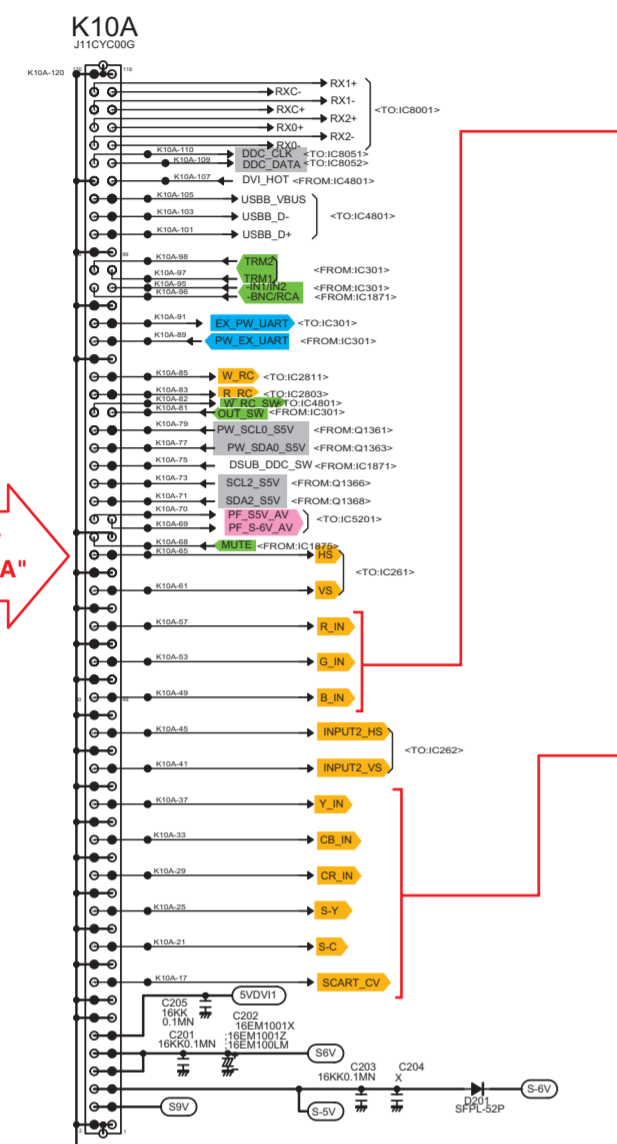 K10A
J11CYC00G
K10A-120 120 119
RX1+
RXC-
RX1-
RXC+
RX2+
<TO:IC8001>
RX0+
RX2-
RX0-
K10A-110 DDC_CLK <TO:IC8051>
K10A-109 DDC_DATA <TO:IC8052>
K10A-107 DVI_HOT <FROM:IC4801>
K10A-105 USBB_VBUS
K10A-103 USBB_D- <TO:IC4801>
K10A-101 USBB_D+
99
K10A-98 TRM2
<FROM:IC301>
K10A-97 TRM1
K10A-95 -IN1/IN2 <FROM:IC301>
K10A-96 -BNC/RCA <FROM:IC1871>
K10A-91 EX_PW_UART <TO:IC301>
K10A-89 PW_EX_UART <FROM:IC301>
K10A-85 W_RC <TO:IC2811>
K10A-83 R_RC <TO:IC2803>
K10A-82 W_RC_SW <TO:IC4801>
K10A-81 OUT_SW <FROM:IC301>
K10A-79 PW_SCL0_S5V <FROM:Q1361>
K10A-77 PW_SDA0_S5V <FROM:Q1363>
K10A-75 DSUB_DDC_SW <FROM:IC1871>
K10A-73 SCL2_S5V <FROM:Q1366>
K10A-71 SDA2_S5V <FROM:Q1368>
K10A-70 PF_S5V_AV
<TO:IC5201>
K10A-69 PF_S-6V_AV
K10A-68 MUTE <FROM:IC1875>
K10A-65 HS
A"
<TO:IC261>
K10A-61 VS
K10A-57 R_IN
K10A-53 G_IN
K10A-49 B_IN
K10A-45 INPUT2_HS
<TO:IC262>
K10A-41 INPUT2_VS
K10A-37 Y_IN
K10A-33 CB_IN
K10A-29 CR_IN
K10A-25 S-Y
K10A-21 S-C
K10A-17 SCART_CV
5VDVI1
C205
16KK
0.1MN
C202
16EM1001X
16EM1001Z
16EM100LM
C201
16KK0.1MN
S6V
C203
16KK0.1MN
C204
X
D201
SFPL-52P
S-6V
S9V
S-5V
2 1